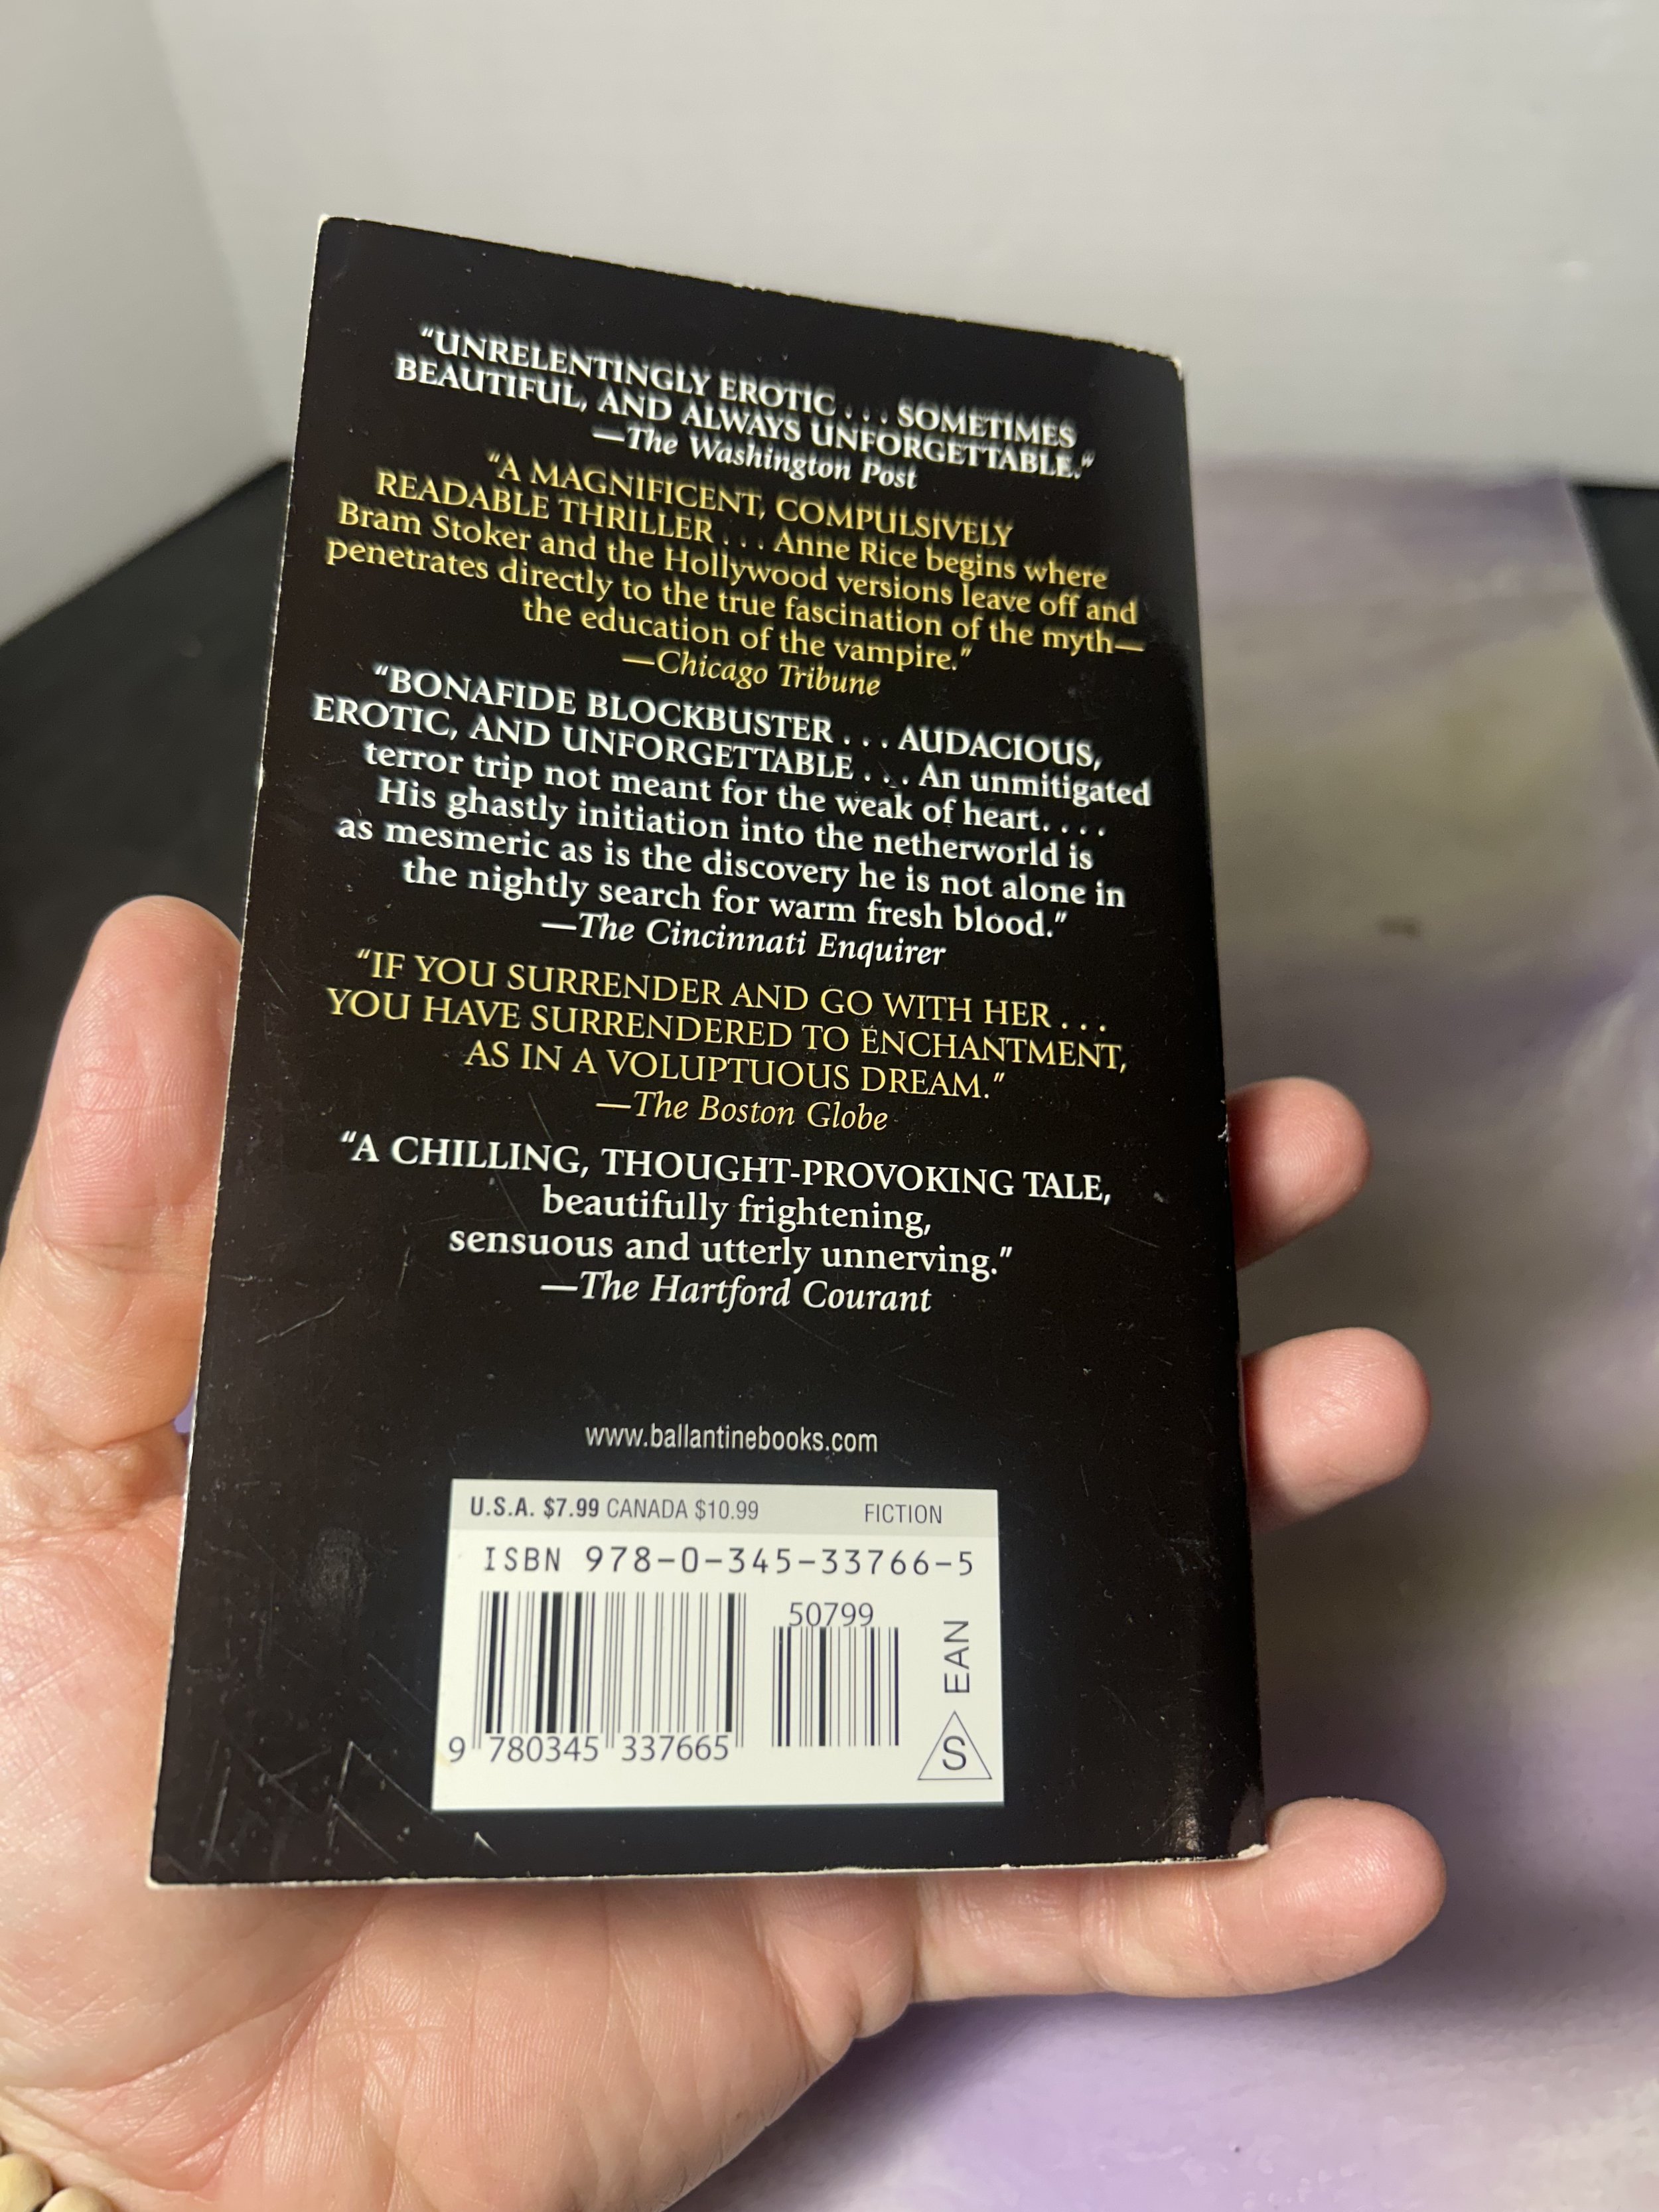 “UNRELENTINGLY EROTIC . . . SOMETIMES
BEAUTIFUL, AND ALWAYS UNFORGETTABLE.”
—The Washington Post
“A MAGNIFICENT, COMPULSIVELY
READABLE THRILLER . . . Anne Rice begins where
Bram Stoker and the Hollywood versions leave off and
penetrates directly to the true fascination of the myth—
the education of the vampire.”
—Chicago Tribune
“BONAFIDE BLOCKBUSTER . . . AUDACIOUS,
EROTIC, AND UNFORGETTABLE . . . An unmitigated
terror trip not meant for the weak of heart. . . .
His ghastly initiation into the netherworld is
as mesmeric as is the discovery he is not alone in
the nightly search for warm fresh blood.”
—The Cincinnati Enquirer
“IF YOU SURRENDER AND GO WITH HER . . .
YOU HAVE SURRENDERED TO ENCHANTMENT,
AS IN A VOLUPTUOUS DREAM.”
—The Boston Globe
“A CHILLING, THOUGHT-PROVOKING TALE,
beautifully frightening,
sensuous and utterly unnerving.”
—The Hartford Courant
www.ballantinebooks.com
U.S.A. $7.99 CANADA $10.99 FICTION
ISBN 978-0-345-33766-5
50799
9 780345 337665
EAN
S